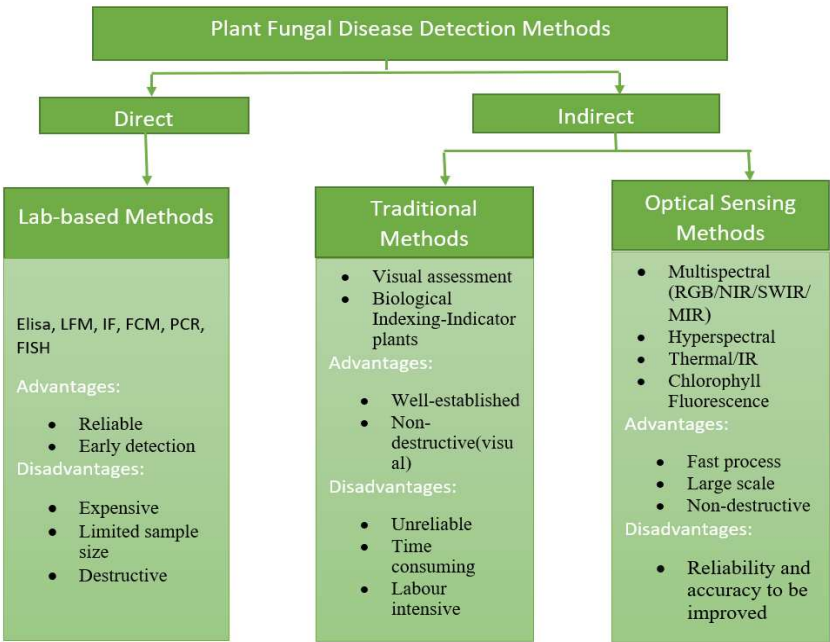 Plant Fungal Disease Detection Methods
Direct
Indirect
Lab-based Methods
Elisa, LFM, IF, FCM, PCR,
FISH
Advantages:
● Reliable
● Early detection
Disadvantages:
● Expensive
● Limited sample
size
● Destructive
Traditional
Methods
● Visual assessment
● Biological
Indexing-Indicator
plants
Advantages:
● Well-established
● Non-
destructive(visu
al)
Disadvantages:
● Unreliable
● Time
consuming
● Labour
intensive
Optical Sensing
Methods
● Multispectral
(RGB/NIR/SWIR/
MIR)
● Hyperspectral
● Thermal/IR
● Chlorophyll
Fluorescence
Advantages:
● Fast process
● Large scale
● Non-destructive
Disadvantages:
● Reliability and
accuracy to be
improved